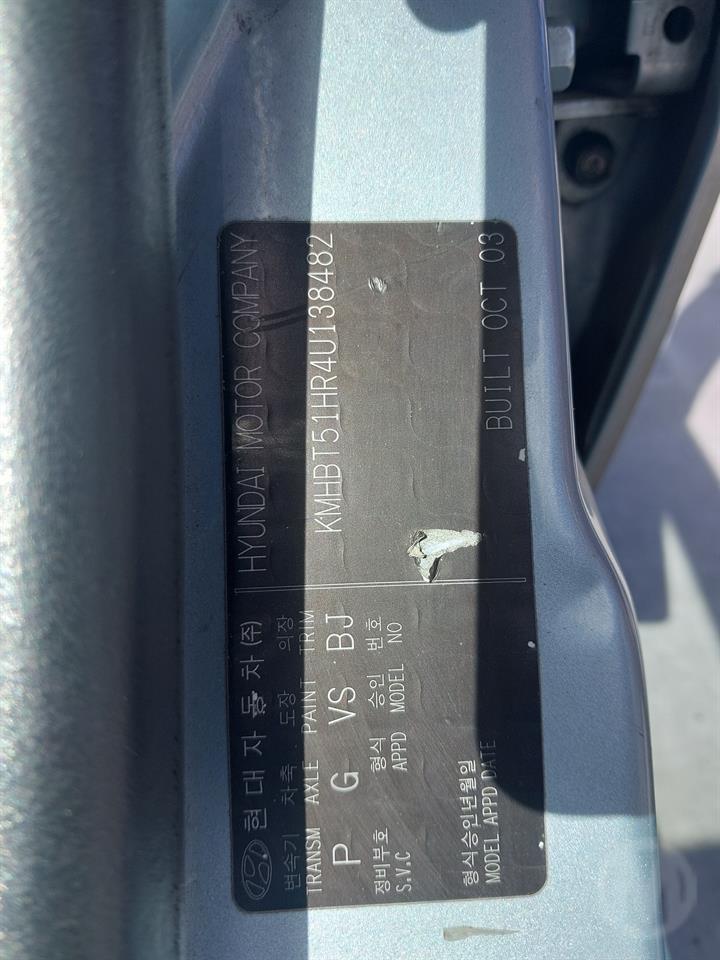 현대자동차(주) HYUNDAI MOTOR COMPANY
변속기 차축 도장 의장
TRANSM AXLE PAINT TRIM
P G VS BJ
KMHBT51HR4U138482
정비부호 형식 승인 번호
S.V.C APPD MODEL NO
형식승인년월일
MODEL APPD DATE
BUILT OCT 03